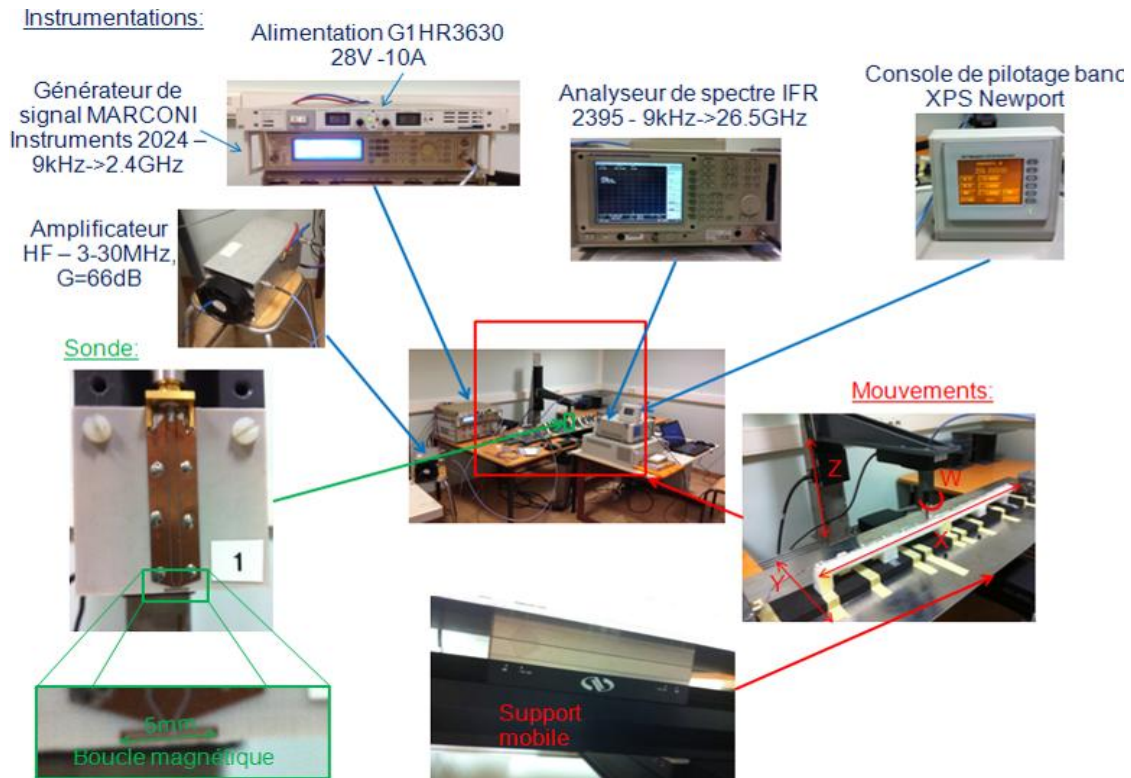 Instrumentations:
Alimentation G1HR3630
28V -10A
Générateur de
signal MARCONI
Instruments 2024 –
9kHz->2.4GHz
Analyseur de spectre IFR
2395 - 9kHz->26.5GHz
Console de pilotage banc
XPS Newport
Amplificateur
HF – 3-30MHz,
G=66dB
Sonde:
1
Mouvements:
Z
W
X
Y
5mm
Boucle magnétique
Support
mobile